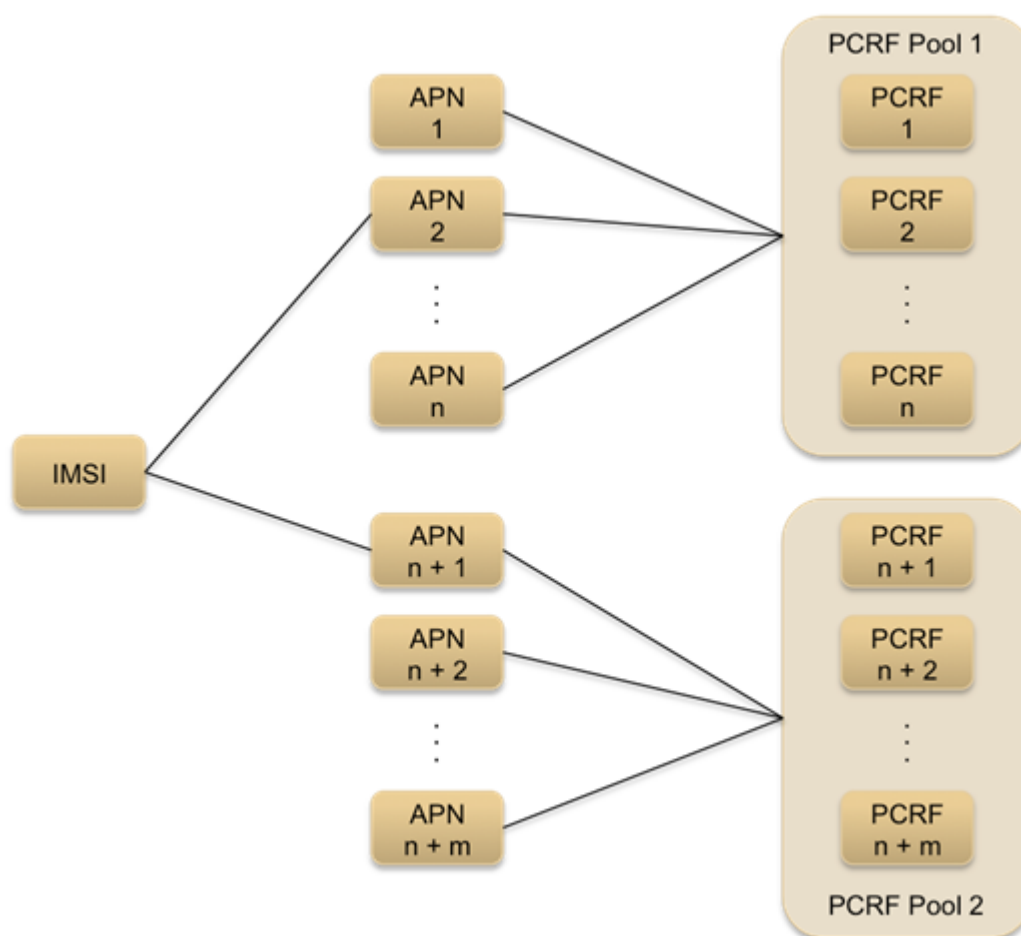 PCRF Pool 1
APN
1
PCRF
1
APN
2
PCRF
2
⋮
⋮
APN
n
PCRF
n
IMSI
APN
n + 1
PCRF
n + 1
APN
n + 2
PCRF
n + 2
⋮
⋮
APN
n + m
PCRF
n + m
PCRF Pool 2